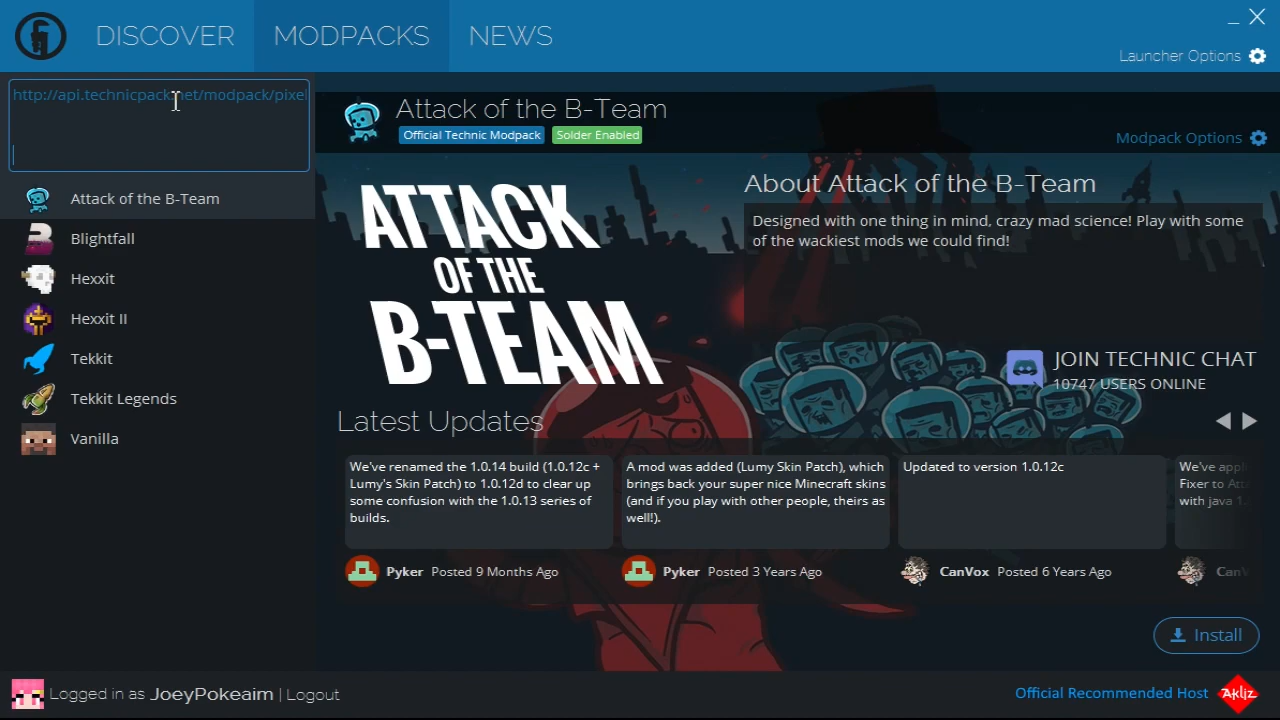 DISCOVER MODPACKS NEWS
Launcher Options
http://api.technicpack.net/modpack/pixel
Attack of the B-Team
Blightfall
Hexxit
Hexxit II
Tekkit
Tekkit Legends
Vanilla
Attack of the B-Team
Official Technic Modpack Solder Enabled
Modpack Options
ATTACK
OF THE
B-TEAM
About Attack of the B-Team
Designed with one thing in mind, crazy mad science! Play with some
of the wackiest mods we could find!
JOIN TECHNIC CHAT
10747 USERS ONLINE
Latest Updates
We've renamed the 1.0.14 build (1.0.12c +
Lumy's Skin Patch) to 1.0.12d to clear up
some confusion with the 1.0.13 series of
builds.
Pyker Posted 9 Months Ago
A mod was added (Lumy Skin Patch), which
brings back your super nice Minecraft skins
(and if you play with other people, theirs as
well!).
Pyker Posted 3 Years Ago
Updated to version 1.0.12c
CanVox Posted 6 Years Ago
We've
Fixer to
with java
Install
Logged in as JoeyPokeaim | Logout
Official Recommended Host Akliz